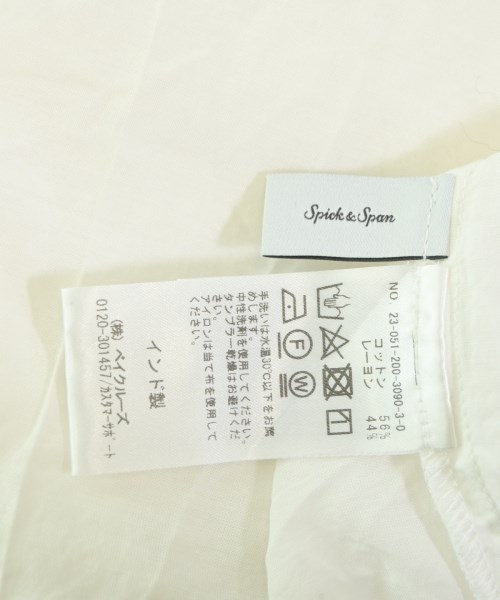 Spick & Span
NO. 23-051-200-3090-3-0
コットン 56%
レーヨン 44%
手洗いは水温30℃以下をお薦
めします。
中性洗剤を使用してください。
タンブラー乾燥はお避けくだ
さい。
アイロンは当て布を使用して
ください。
インド製
(株)ベイクルーズ
0120-301457/カスタマーサポート